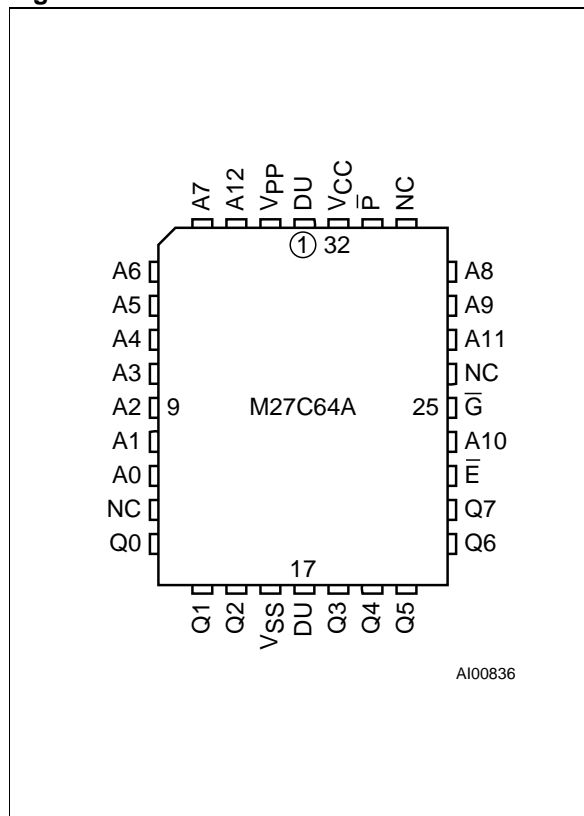 A7 A12 VPP DU VCC P̅ NC
① 32
A6 A8
A5 A9
A4 A11
A3 NC
A2 9 M27C64A 25 G̅
A1 A10
A0 E̅
NC Q7
Q0 Q6
17
Q1 Q2 VSS DU Q3 Q4 Q5
AI00836